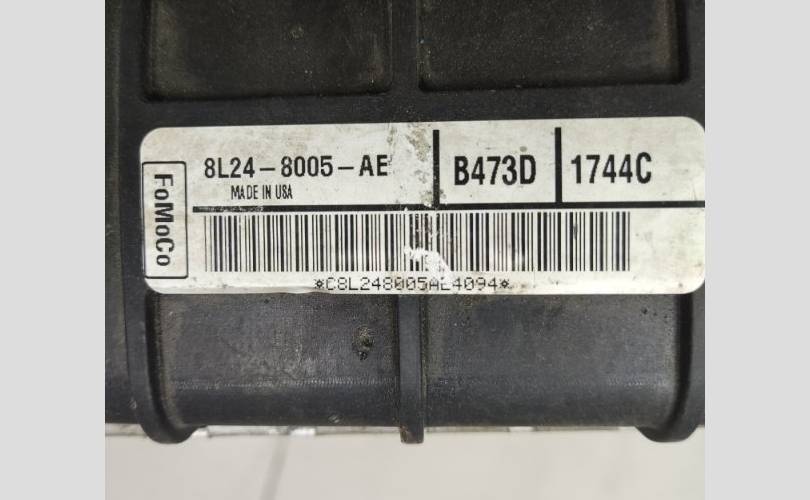 FoMoCo
8L24-8005-AE
MADE IN USA
B473D
1744C
*C8L248005AE4094*